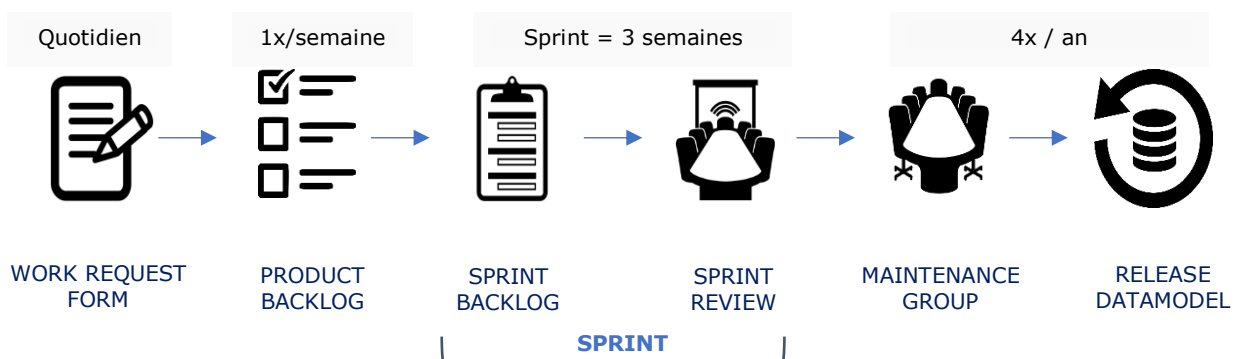 Quotidien
1x/semaine
Sprint = 3 semaines
4x / an
WORK REQUEST
FORM
PRODUCT
BACKLOG
SPRINT
BACKLOG
SPRINT
REVIEW
MAINTENANCE
GROUP
RELEASE
DATAMODEL
SPRINT